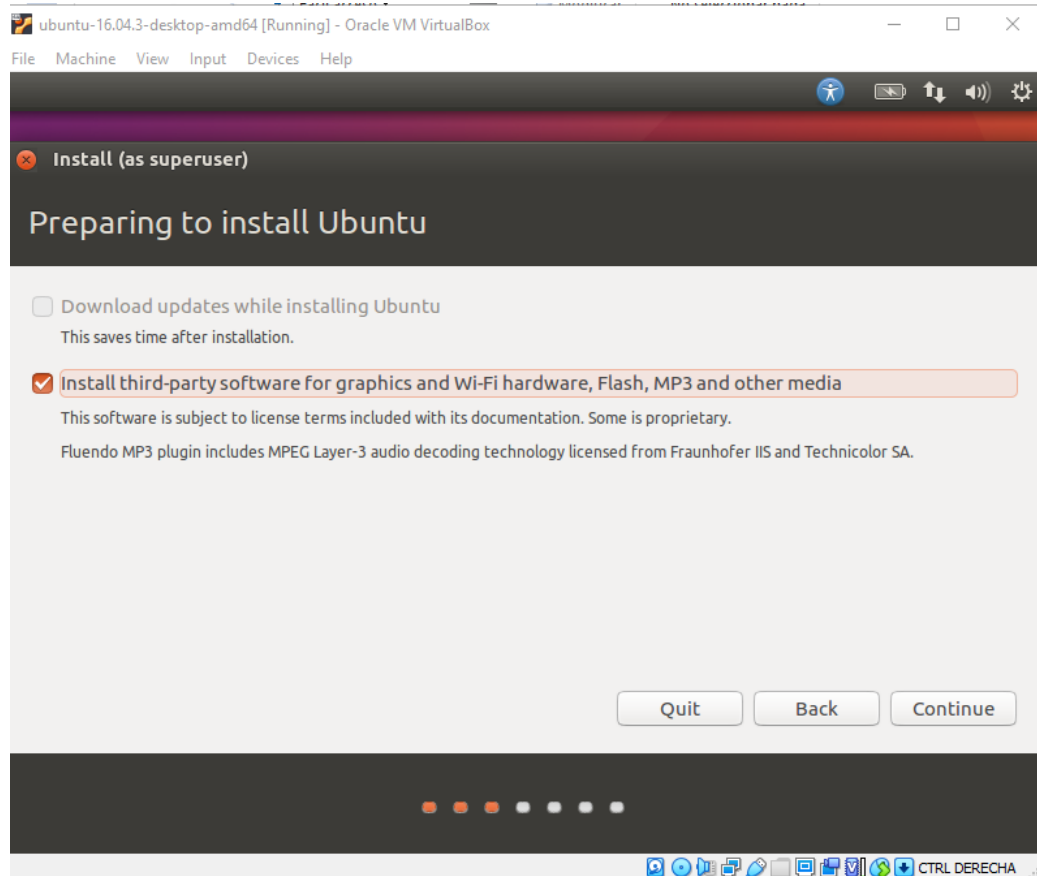 ubuntu-16.04.3-desktop-amd64 [Running] - Oracle VM VirtualBox
File Machine View Input Devices Help
Install (as superuser)
Preparing to install Ubuntu
Download updates while installing Ubuntu
This saves time after installation.
Install third-party software for graphics and Wi-Fi hardware, Flash, MP3 and other media
This software is subject to license terms included with its documentation. Some is proprietary.
Fluendo MP3 plugin includes MPEG Layer-3 audio decoding technology licensed from Fraunhofer IIS and Technicolor SA.
Quit Back Continue
CTRL DERECHA